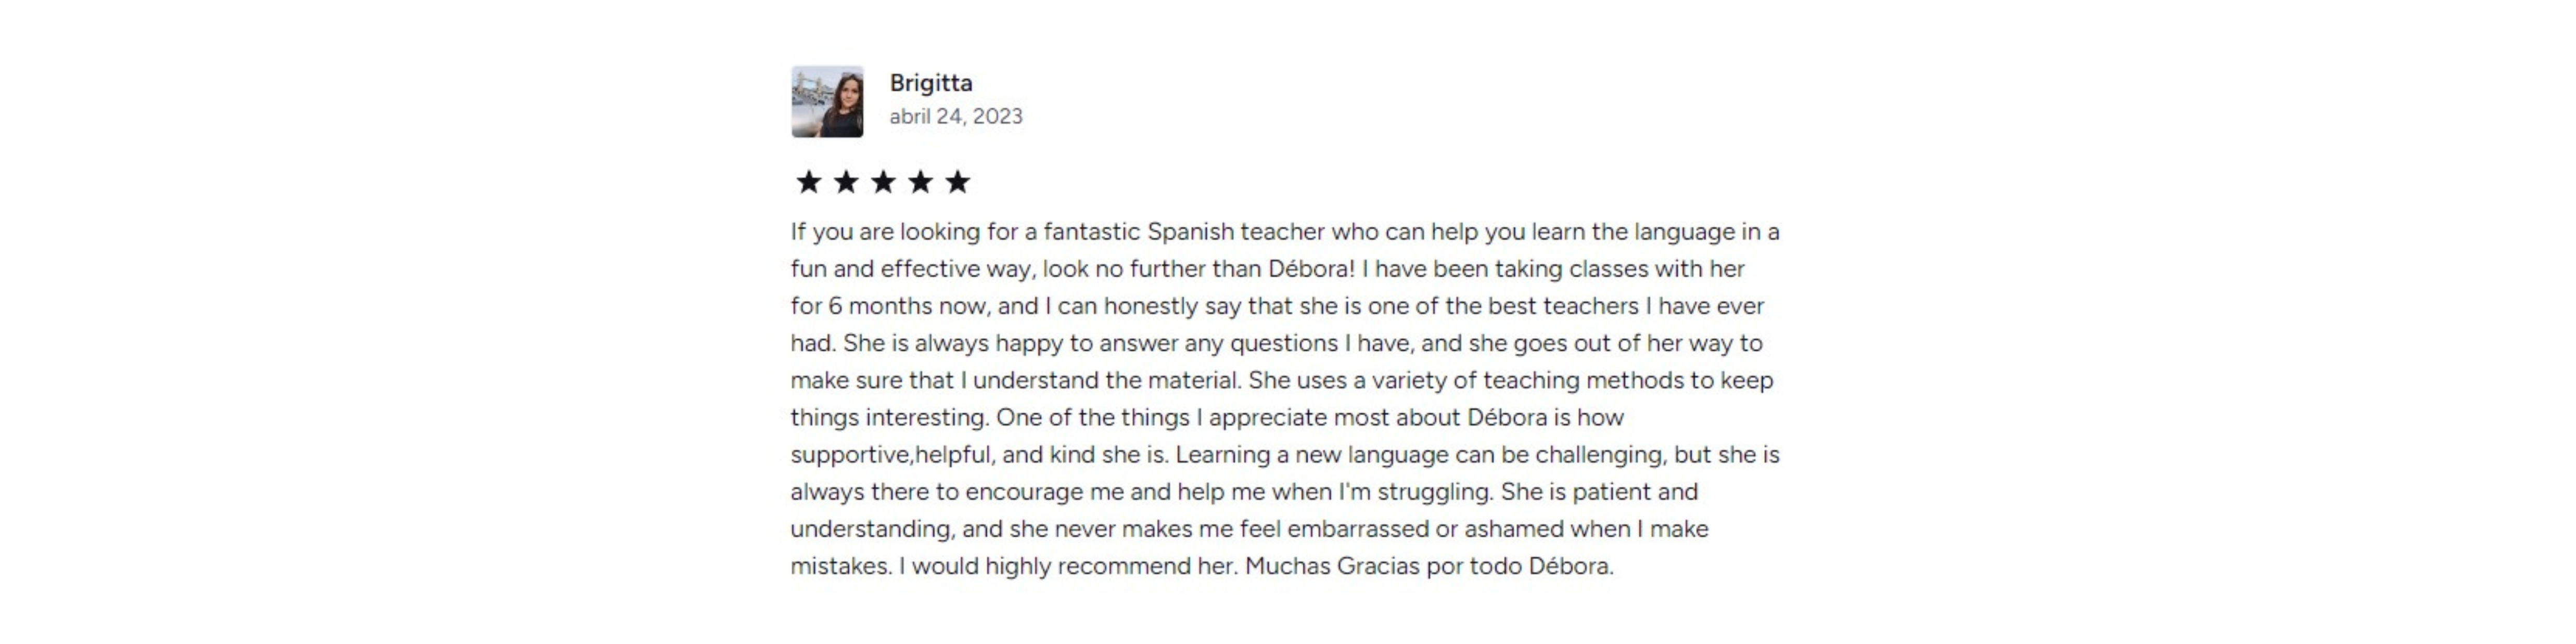 Brigitta
abril 24, 2023
If you are looking for a fantastic Spanish teacher who can help you learn the language in a
fun and effective way, look no further than Débora! I have been taking classes with her
for 6 months now, and I can honestly say that she is one of the best teachers I have ever
had. She is always happy to answer any questions I have, and she goes out of her way to
make sure that I understand the material. She uses a variety of teaching methods to keep
things interesting. One of the things I appreciate most about Débora is how
supportive,helpful, and kind she is. Learning a new language can be challenging, but she is
always there to encourage me and help me when I'm struggling. She is patient and
understanding, and she never makes me feel embarrassed or ashamed when I make
mistakes. I would highly recommend her. Muchas Gracias por todo Débora.